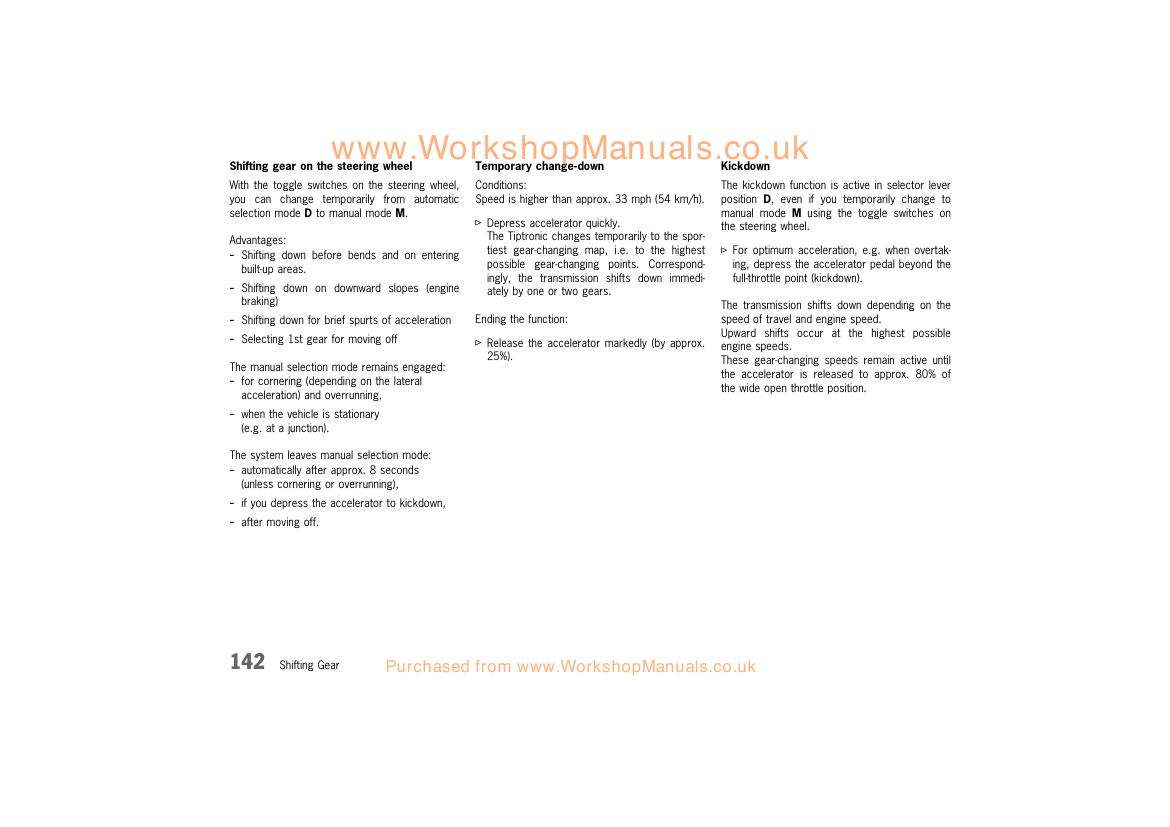 www.WorkshopManuals.co.uk
Shifting gear on the steering wheel
With the toggle switches on the steering wheel,
you can change temporarily from automatic
selection mode D to manual mode M.
Advantages:
- Shifting down before bends and on entering
built-up areas.
- Shifting down on downward slopes (engine
braking)
- Shifting down for brief spurts of acceleration
- Selecting 1st gear for moving off
The manual selection mode remains engaged:
- for cornering (depending on the lateral
acceleration) and overrunning,
- when the vehicle is stationary
(e.g. at a junction).
The system leaves manual selection mode:
- automatically after approx. 8 seconds
(unless cornering or overrunning),
- if you depress the accelerator to kickdown,
- after moving off.
Temporary change-down
Conditions:
Speed is higher than approx. 33 mph (54 km/h).
▷ Depress accelerator quickly.
The Tiptronic changes temporarily to the spor-
tiest gear-changing map, i.e. to the highest
possible gear-changing points. Correspond-
ingly, the transmission shifts down immedi-
ately by one or two gears.
Ending the function:
▷ Release the accelerator markedly (by approx.
25%).
Kickdown
The kickdown function is active in selector lever
position D, even if you temporarily change to
manual mode M using the toggle switches on
the steering wheel.
▷ For optimum acceleration, e.g. when overtak-
ing, depress the accelerator pedal beyond the
full-throttle point (kickdown).
The transmission shifts down depending on the
speed of travel and engine speed.
Upward shifts occur at the highest possible
engine speeds.
These gear-changing speeds remain active until
the accelerator is released to approx. 80% of
the wide open throttle position.
142 Shifting Gear
Purchased from www.WorkshopManuals.co.uk